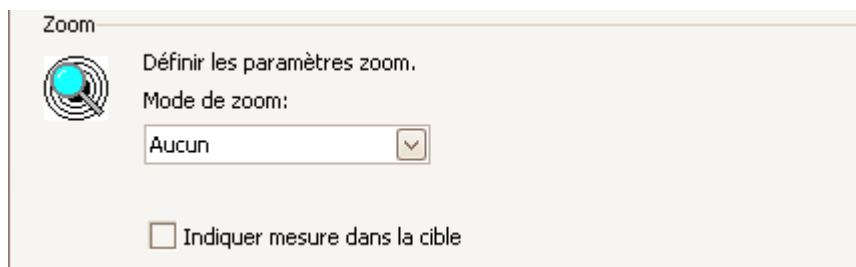 Zoom
Définir les paramètres zoom.
Mode de zoom:
Aucun
Indiquer mesure dans la cible